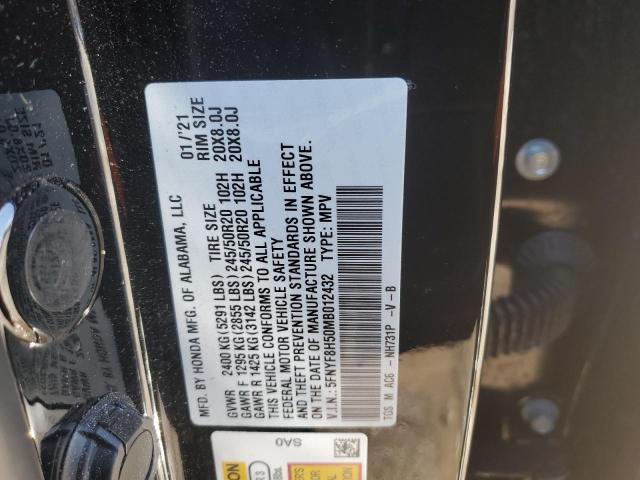 MFD. BY HONDA MFG. OF ALABAMA, LLC 01/'21
TIRE SIZE RIM SIZE
GVWR 2400 KG (5291 LBS)
GAWR F 1295 KG (2855 LBS) 245/50R20 102H 20X8.0J
GAWR R 1425 KG (3142 LBS) 245/50R20 102H 20X8.0J
THIS VEHICLE CONFORMS TO ALL APPLICABLE
FEDERAL MOTOR VEHICLE SAFETY
AND THEFT PREVENTION STANDARDS IN EFFECT
ON THE DATE OF MANUFACTURE SHOWN ABOVE.
V.I.N.: 5FNYF8H50MB012432 TYPE: MPV
TGS M AC6 - NH731P - V - B
SA0